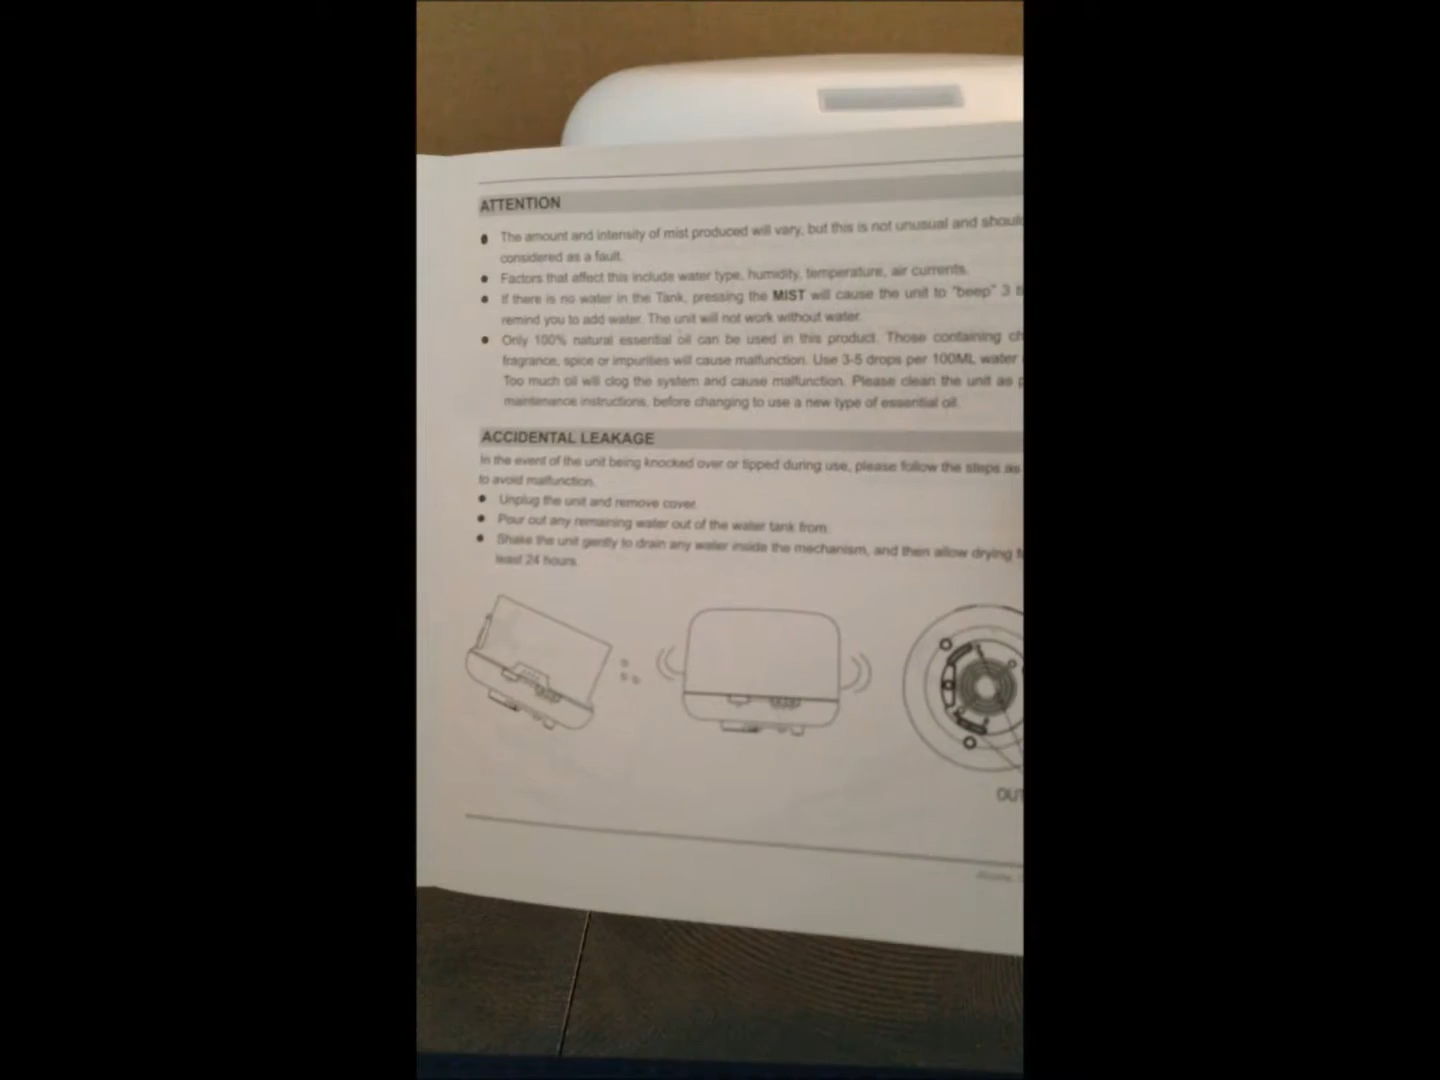 ATTENTION
● The amount and intensity of mist produced will vary, but this is not unusual and should
considered as a fault.
● Factors that affect this include water type, humidity, temperature, air currents.
● If there is no water in the Tank, pressing the MIST will cause the unit to "beep" 3
remind you to add water. The unit will not work without water.
● Only 100% natural essential oil can be used in this product. Those containing ch
fragrance, spice or impurities will cause malfunction. Use 3-5 drops per 100ML water
Too much oil will clog the system and cause malfunction. Please clean the unit as p
maintenance instructions, before changing to use a new type of essential oil.
ACCIDENTAL LEAKAGE
In the event of the unit being knocked over or tipped during use, please follow the steps as
to avoid malfunction.
● Unplug the unit and remove cover.
● Pour out any remaining water out of the water tank from
● Shake the unit gently to drain any water inside the mechanism, and then allow drying f
least 24 hours.
OUT